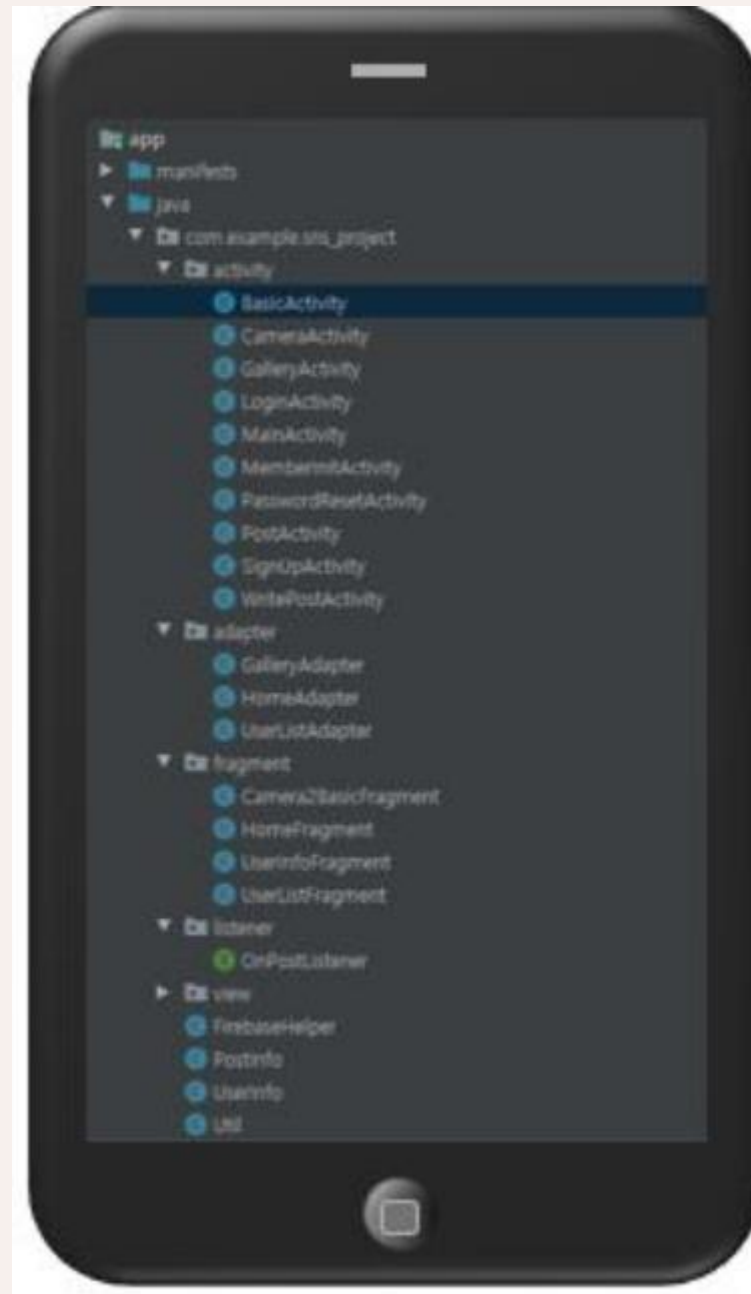 app
manifests
java
com.example.sns_project
activity
BasicActivity
CameraActivity
GalleryActivity
LoginActivity
MainActivity
MemberInitActivity
PasswordResetActivity
PostActivity
SignUpActivity
WritePostActivity
adapter
GalleryAdapter
HomeAdapter
UserListAdapter
fragment
Camera2BasicFragment
HomeFragment
UserInfoFragment
UserListFragment
listener
OnPostListener
view
FirebaseHelper
PostInfo
UserInfo
Util